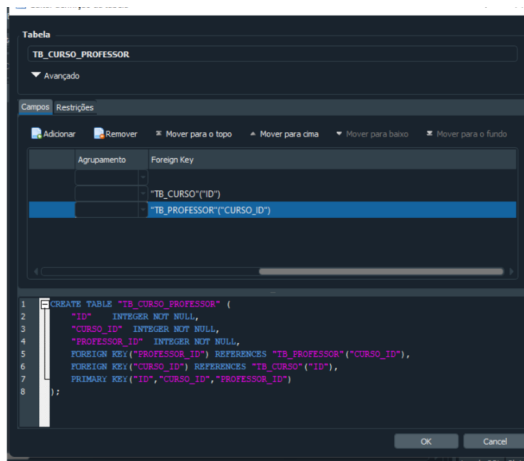 Tabela
TB_CURSO_PROFESSOR
Avançado
Campos Restrições
Adicionar Remover Mover para o topo Mover para cima Mover para baixo Mover para o fundo
Agrupamento Foreign Key
"TB_CURSO"("ID")
"TB_PROFESSOR"("CURSO_ID")
1 CREATE TABLE "TB_CURSO_PROFESSOR" (
2 "ID" INTEGER NOT NULL,
3 "CURSO_ID" INTEGER NOT NULL,
4 "PROFESSOR_ID" INTEGER NOT NULL,
5 FOREIGN KEY("PROFESSOR_ID") REFERENCES "TB_PROFESSOR"("CURSO_ID"),
6 FOREIGN KEY("CURSO_ID") REFERENCES "TB_CURSO"("ID"),
7 PRIMARY KEY("ID","CURSO_ID","PROFESSOR_ID")
8 );
OK Cancel